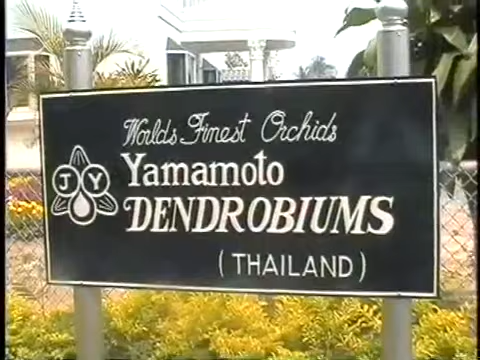 Worlds Finest Orchids
Yamamoto
JY
DENDROBIUMS
(THAILAND)